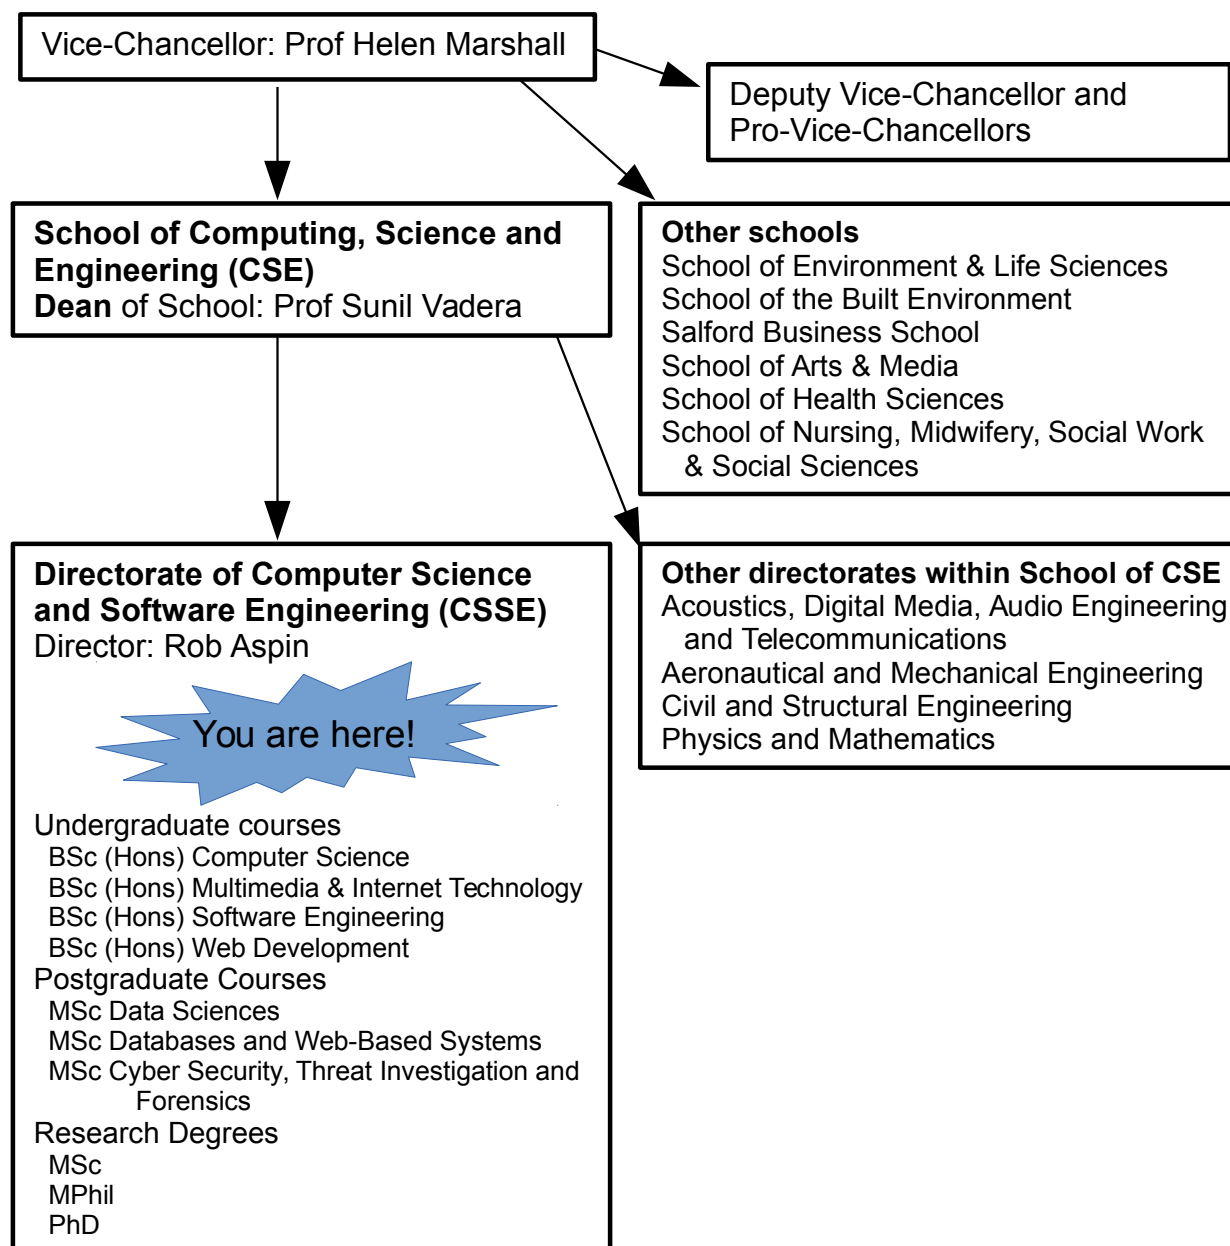 Vice-Chancellor: Prof Helen Marshall
Deputy Vice-Chancellor and
Pro-Vice-Chancellors
School of Computing, Science and
Engineering (CSE)
Dean of School: Prof Sunil Vadera
Other schools
School of Environment & Life Sciences
School of the Built Environment
Salford Business School
School of Arts & Media
School of Health Sciences
School of Nursing, Midwifery, Social Work
& Social Sciences
Directorate of Computer Science
and Software Engineering (CSSE)
Director: Rob Aspin
You are here!
Undergraduate courses
BSc (Hons) Computer Science
BSc (Hons) Multimedia & Internet Technology
BSc (Hons) Software Engineering
BSc (Hons) Web Development
Postgraduate Courses
MSc Data Sciences
MSc Databases and Web-Based Systems
MSc Cyber Security, Threat Investigation and
Forensics
Research Degrees
MSc
MPhil
PhD
Other directorates within School of CSE
Acoustics, Digital Media, Audio Engineering
and Telecommunications
Aeronautical and Mechanical Engineering
Civil and Structural Engineering
Physics and Mathematics